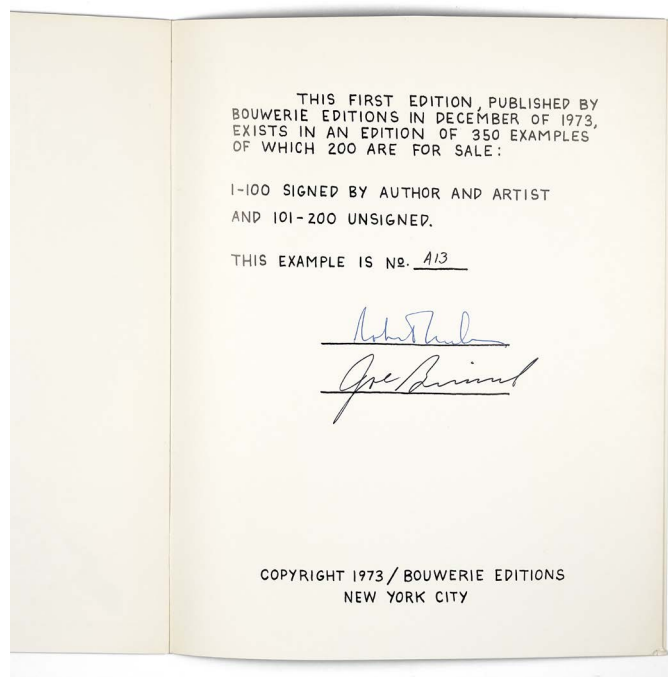 THIS FIRST EDITION, PUBLISHED BY
BOUWERIE EDITIONS IN DECEMBER OF 1973,
EXISTS IN AN EDITION OF 350 EXAMPLES
OF WHICH 200 ARE FOR SALE:
1-100 SIGNED BY AUTHOR AND ARTIST
AND 101-200 UNSIGNED.
THIS EXAMPLE IS Nº. A13
Joe
COPYRIGHT 1973/BOUWERIE EDITIONS
NEW YORK CITY